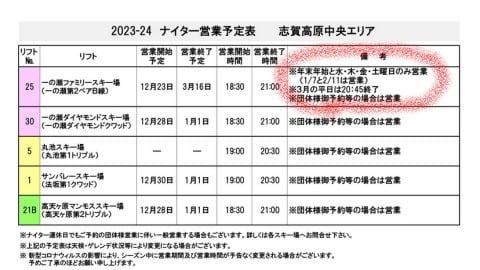 2023-24 ナイター営業予定表 志賀高原中央エリア
リフト No. リフト 営業開始予定 営業終了予定 営業開始時間 営業終了時間 備考
25 一の瀬ファミリースキー場 (一の瀬第2ペアB線) 12月23日 3月16日 18:30 21:00 ※年末年始と水・木・金・土曜日のみ営業
(1/7と2/11は営業)
※3月の平日は20:45終了
※団体様御予約等の場合は営業
30 一の瀬ダイヤモンドスキー場 (一の瀬ダイヤモンドクワッド) 12月28日 1月1日 18:30 21:00 ※団体様御予約等の場合は営業
5 丸池スキー場 (丸池第1トリプル) 19:00 20:30 ※団体様御予約等の場合は営業
1 サンバレースキー場 (法坂第1クワッド) 12月30日 1月1日 19:00 20:30 ※団体様御予約等の場合は営業
21B 高天ヶ原マンモススキー場 (高天ヶ原第2トリプル) 12月28日 1月1日 18:30 21:00 ※団体様御予約等の場合は営業
※ナイター運休日でもご予約の団体様営業に伴い一般営業する場合もございます。詳しくは各スキー場へお問合せ下さい。
※上記の予定表は天候・ゲレンデ状況等により変更になる場合がございます。
※ 新型コロナウィルスの影響により、シーズン中に営業期間及び営業時間が予告なく変更される場合がございます。
予めご了承のほどお願い申し上げます。